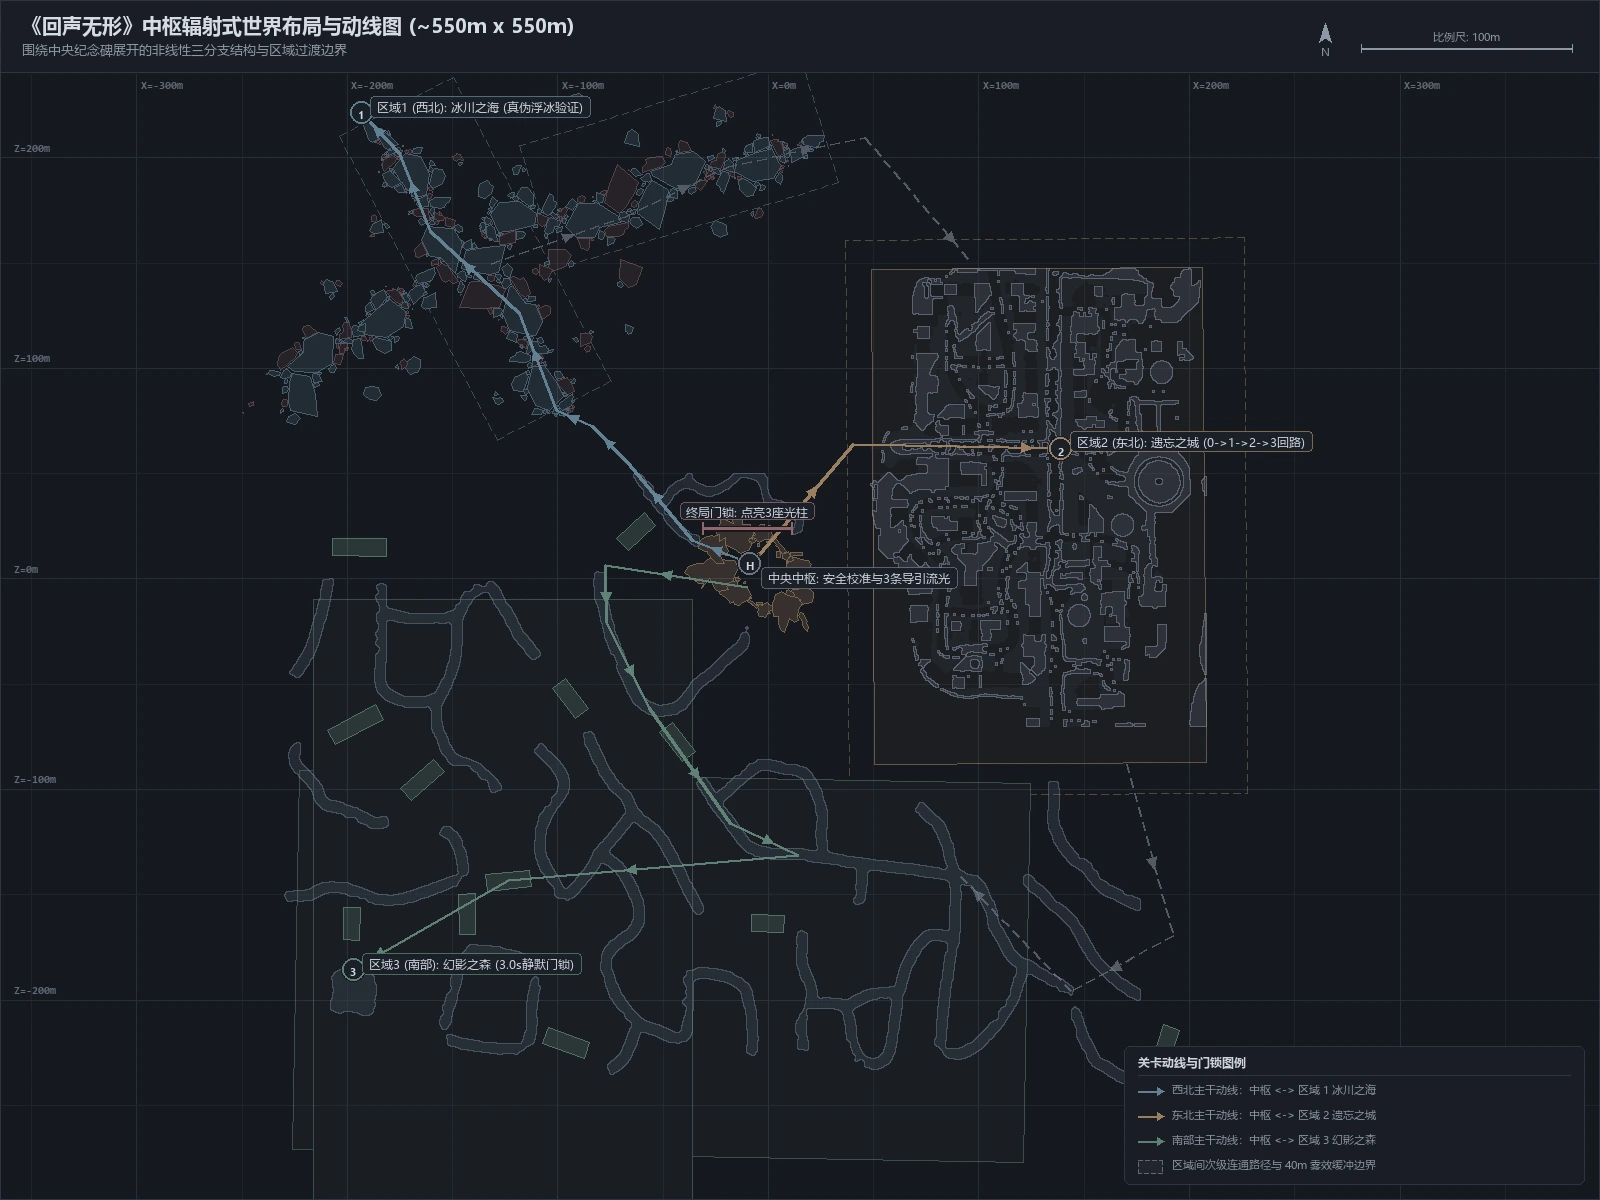 《回声无形》中枢辐射式世界布局与动线图 (~550m x 550m)
围绕中央纪念碑展开的非线性三分支结构与区域过渡边界
N
比例尺: 100m
X=-300m
X=-200m
X=-100m
X=0m
X=100m
X=200m
X=300m
Z=200m
Z=100m
Z=0m
Z=-100m
Z=-200m
1
区域1 (西北): 冰川之海 (真伪浮冰验证)
2
区域2 (东北): 遗忘之城 (0->1->2->3回路)
终局门锁: 点亮3座光柱
H
中央中枢: 安全校准与3条导引流光
3
区域3 (南部): 幻影之森 (3.0s静默门锁)
关卡动线与门锁图例
西北主干动线: 中枢 <-> 区域 1 冰川之海
东北主干动线: 中枢 <-> 区域 2 遗忘之城
南部主干动线: 中枢 <-> 区域 3 幻影之森
区域间次级连通路径与 40m 雾效缓冲边界